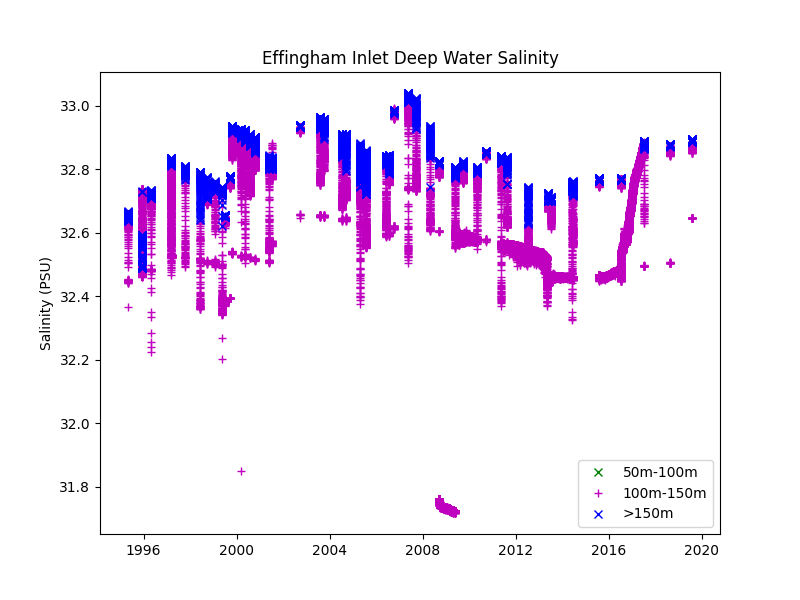 Effingham Inlet Deep Water Salinity
Salinity (PSU)
33.0
32.8
32.6
32.4
32.2
32.0
31.8
1996
2000
2004
2008
2012
2016
2020
50m-100m
100m-150m
>150m